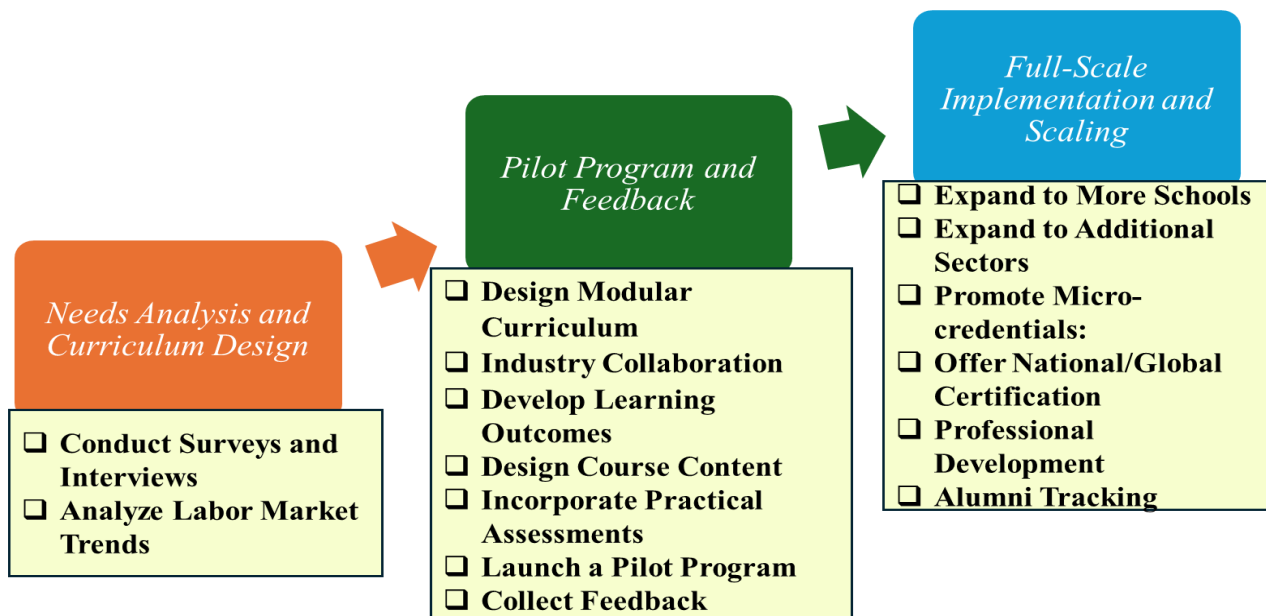 Needs Analysis and
Curriculum Design
❑ Conduct Surveys and
Interviews
❑ Analyze Labor Market
Trends
Pilot Program and
Feedback
❑ Design Modular
Curriculum
❑ Industry Collaboration
❑ Develop Learning
Outcomes
❑ Design Course Content
❑ Incorporate Practical
Assessments
❑ Launch a Pilot Program
❑ Collect Feedback
Full-Scale
Implementation and
Scaling
❑ Expand to More Schools
❑ Expand to Additional
Sectors
❑ Promote Micro-
credentials:
❑ Offer National/Global
Certification
❑ Professional
Development
❑ Alumni Tracking